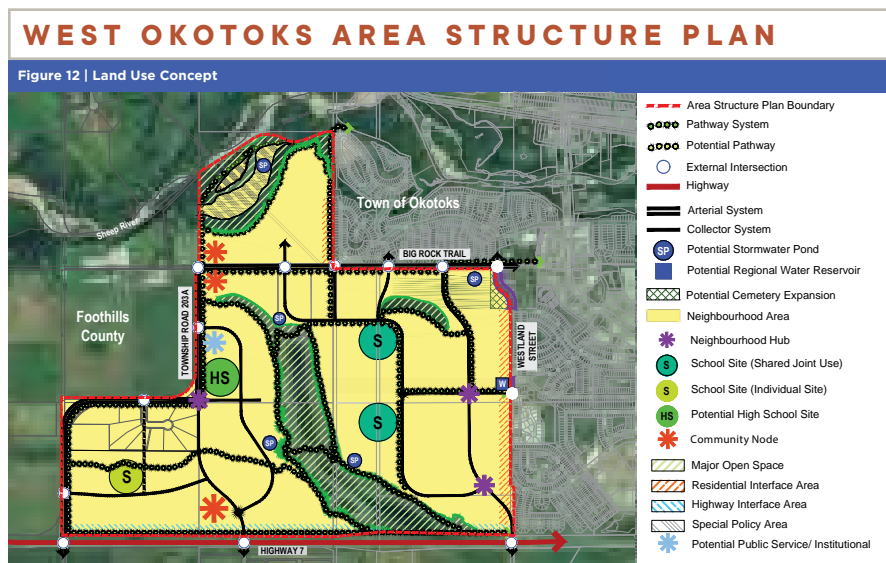 WEST OKOTOKS AREA STRUCTURE PLAN
Figure 12 | Land Use Concept
Area Structure Plan Boundary
Pathway System
Potential Pathway
External Intersection
Highway
Arterial System
Collector System
SP Potential Stormwater Pond
Potential Regional Water Reservoir
Potential Cemetery Expansion
Neighbourhood Area
Neighbourhood Hub
S School Site (Shared Joint Use)
S School Site (Individual Site)
HS Potential High School Site
Community Node
Major Open Space
Residential Interface Area
Highway Interface Area
Special Policy Area
Potential Public Service/ Institutional
SP
Town of Okotoks
Sheep River
BIG ROCK TRAIL
SP
Foothills
County
TOWNSHIP ROAD 203A
SP
S
WESTLAND
STREET
HS
W
S
SP
SP
S
HIGHWAY 7